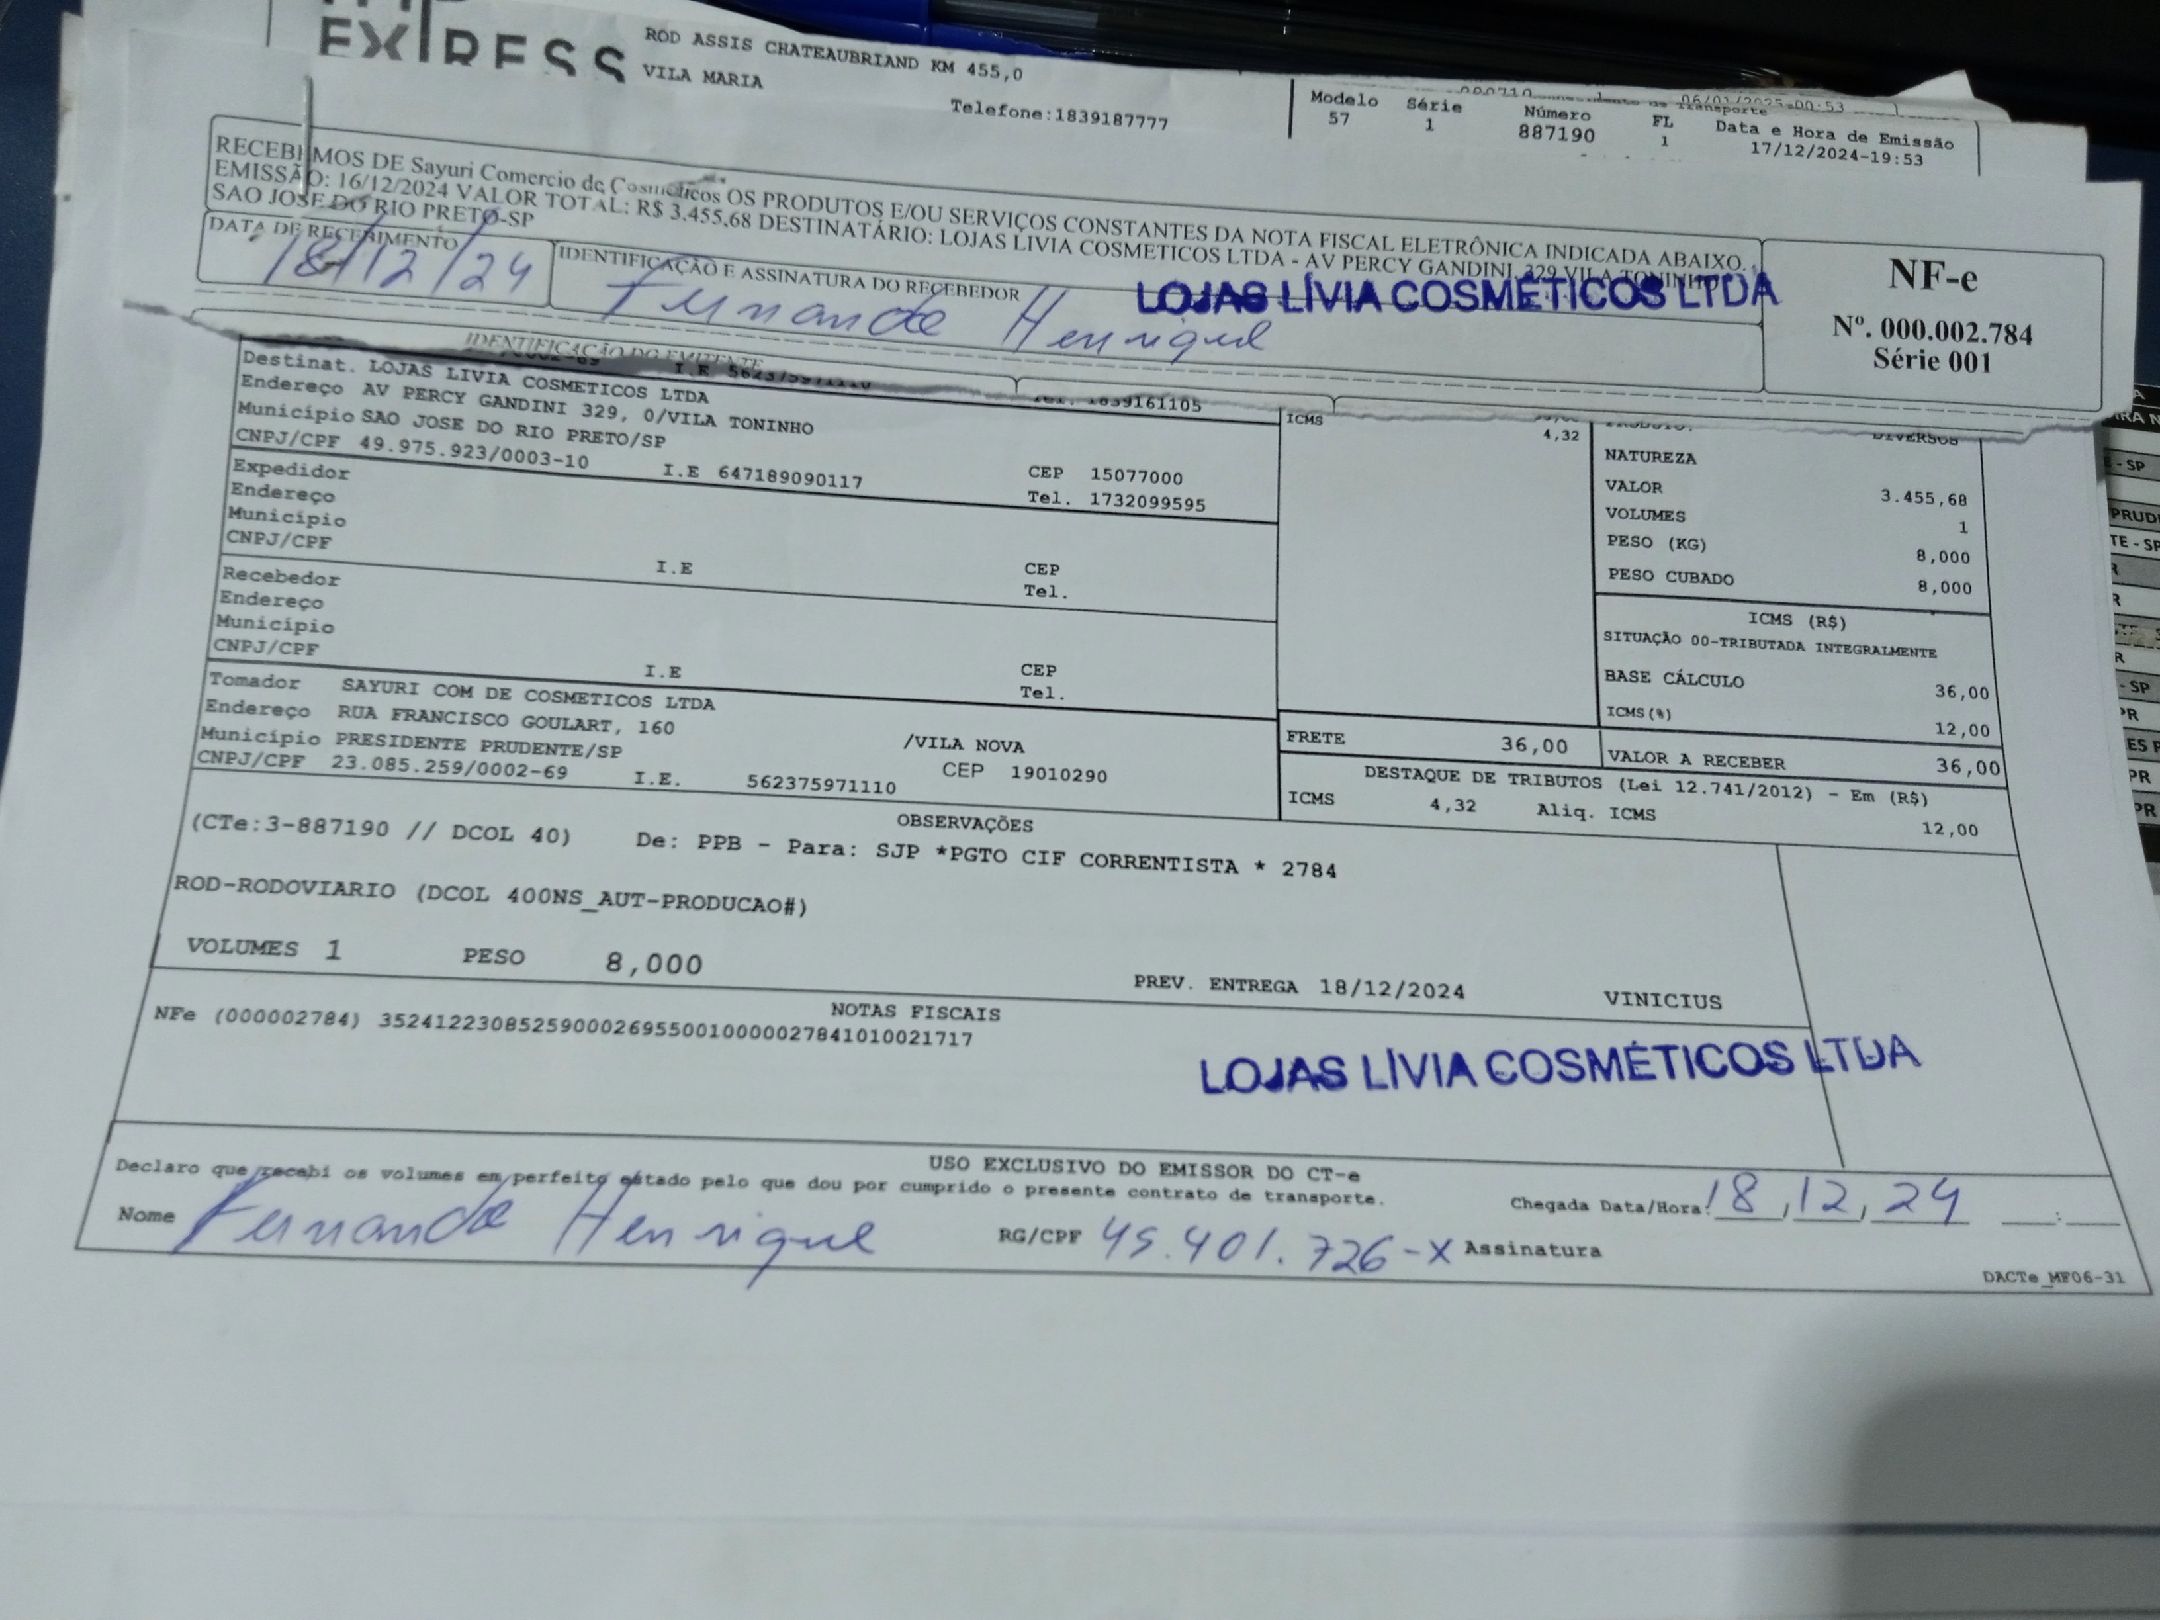 EXPRESS
ROD ASSIS CHATEAUBRIAND KM 455,0
VILA MARIA
Telefone:1839187777
06/01/2025-00:53
Modelo Série Número FL Data e Hora de Emissão
57 1 887190 1 17/12/2024-19:53
RECEBEMOS DE Sayuri Comercio de Cosmeticos OS PRODUTOS E/OU SERVIÇOS CONSTANTES DA NOTA FISCAL ELETRÔNICA INDICADA ABAIXO.
EMISSÃO: 16/12/2024 VALOR TOTAL: R$ 3.455,68 DESTINATÁRIO: LOJAS LIVIA COSMETICOS LTDA - AV PERCY GANDINI, 329 VILA TONINHO
SAO JOSE DO RIO PRETO-SP
DATA DE RECEBIMENTO
18/12/24
IDENTIFICAÇÃO E ASSINATURA DO RECEBEDOR
Fernando Henrique
LOJAS LÍVIA COSMÉTICOS LTDA
NF-e
Nº. 000.002.784
Série 001
IDENTIFICAÇÃO DO EMITENTE
I.E 562375971110
Tel. 1839161105
Destinat. LOJAS LIVIA COSMETICOS LTDA
Endereço AV PERCY GANDINI 329, 0/VILA TONINHO
Município SAO JOSE DO RIO PRETO/SP CEP 15077000
CNPJ/CPF 49.975.923/0003-10 I.E 647189090117 Tel. 1732099595
Expedidor
Endereço
Município CEP
CNPJ/CPF I.E Tel.
Recebedor
Endereço
Município CEP
CNPJ/CPF I.E Tel.
Tomador SAYURI COM DE COSMETICOS LTDA
Endereço RUA FRANCISCO GOULART, 160 /VILA NOVA
Município PRESIDENTE PRUDENTE/SP CEP 19010290
CNPJ/CPF 23.085.259/0002-69 I.E. 562375971110
ICMS 4,32
DIVERSOS
NATUREZA
VALOR 3.455,68
VOLUMES 1
PESO (KG) 8,000
PESO CUBADO 8,000
ICMS (R$)
SITUAÇÃO 00-TRIBUTADA INTEGRALMENTE
BASE CÁLCULO 36,00
ICMS(%) 12,00
FRETE 36,00 VALOR A RECEBER 36,00
DESTAQUE DE TRIBUTOS (Lei 12.741/2012) - Em (R$)
ICMS 4,32 Aliq. ICMS 12,00
OBSERVAÇÕES
(CTe:3-887190 // DCOL 40) De: PPB - Para: SJP *PGTO CIF CORRENTISTA * 2784
ROD-RODOVIARIO (DCOL 400NS_AUT-PRODUCAO#)
VOLUMES 1 PESO 8,000 PREV. ENTREGA 18/12/2024 VINICIUS
NOTAS FISCAIS
NFe (000002784) 35241223085259000269550010000027841010021717
LOJAS LÍVIA COSMÉTICOS LTDA
USO EXCLUSIVO DO EMISSOR DO CT-e
Declaro que recebi os volumes em perfeito estado pelo que dou por cumprido o presente contrato de transporte.
Chegada Data/Hora: 18,12,24 :
Nome Fernando Henrique RG/CPF 45.401.726-X Assinatura
DACTe_MF06-31